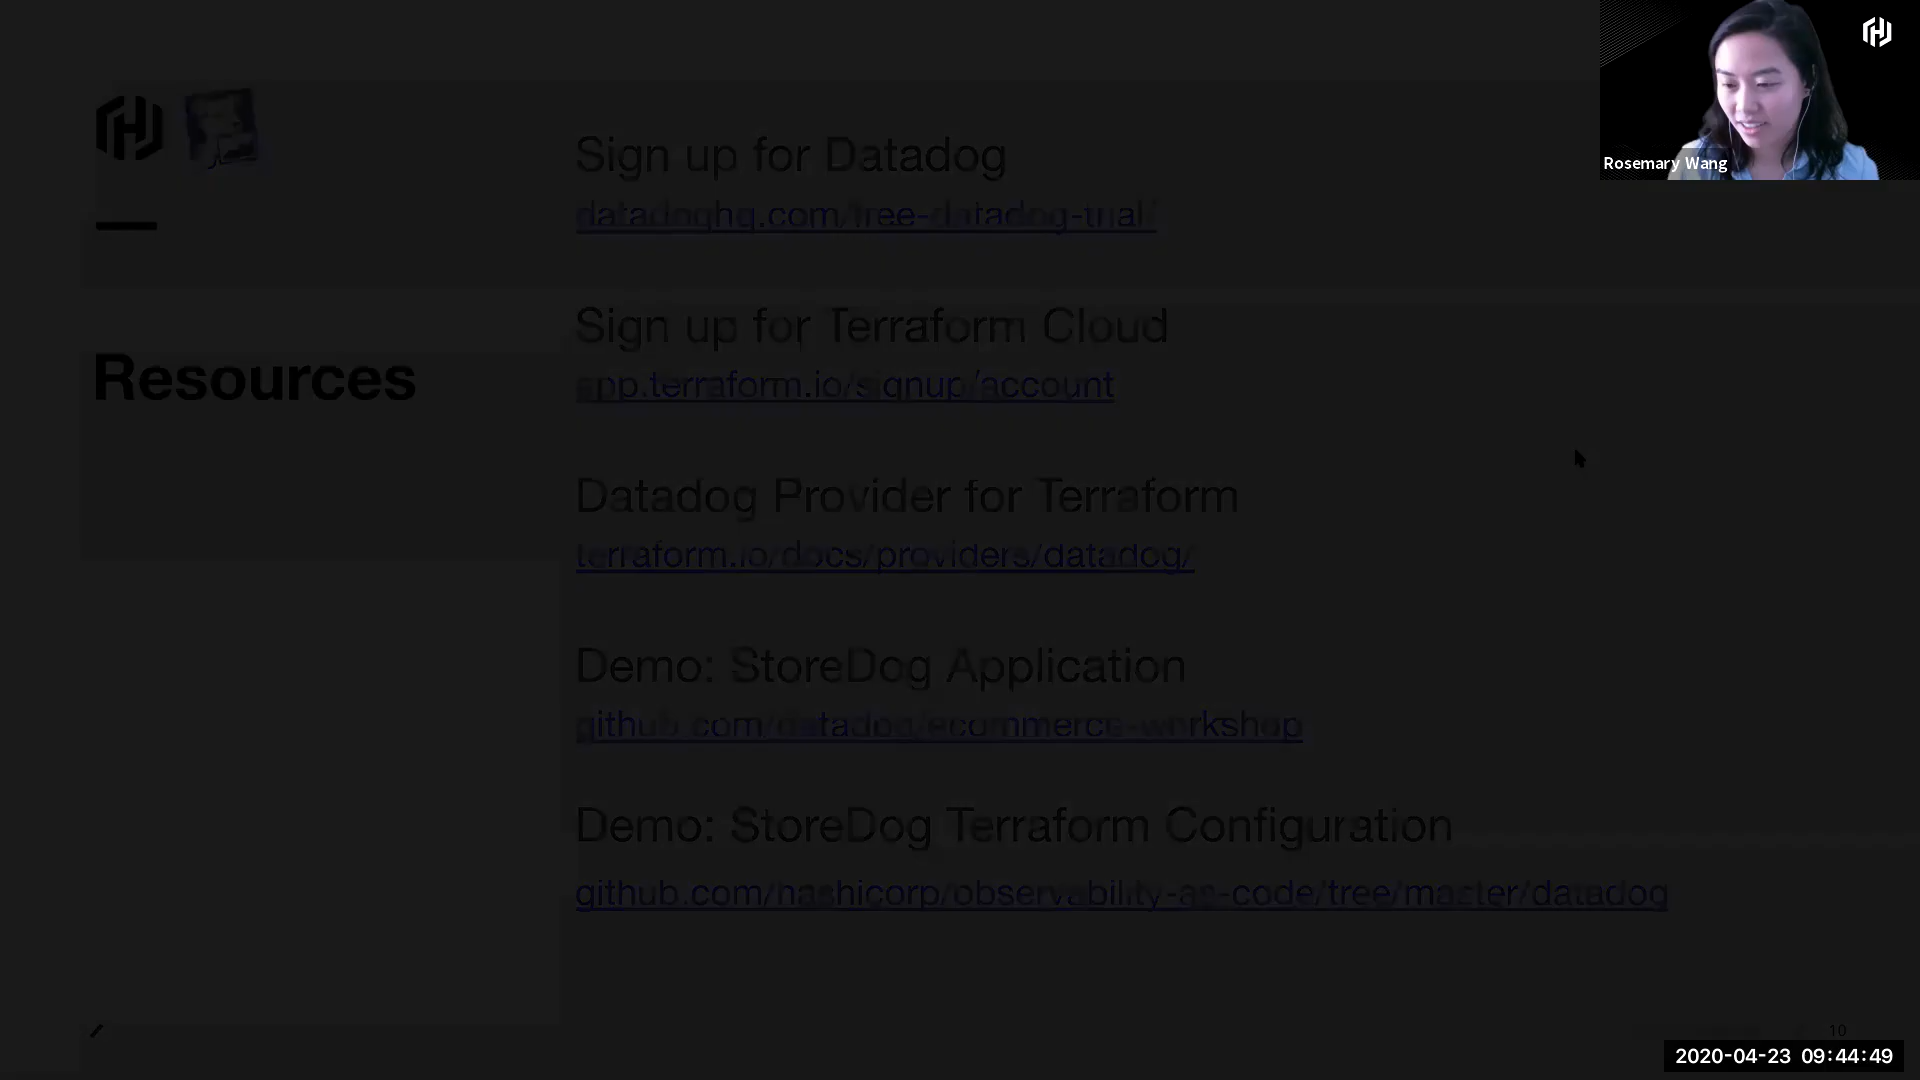 Rosemary Wang
Resources
Sign up for Datadog
datadoghq.com/free-datadog-trial/
Sign up for Terraform Cloud
app.terraform.io/signup/account
Datadog Provider for Terraform
terraform.io/docs/providers/datadog/
Demo: StoreDog Application
github.com/datadog/ecommerce-workshop
Demo: StoreDog Terraform Configuration
github.com/hashicorp/observability-as-code/tree/master/datadog
10
2020-04-23 09:44:49